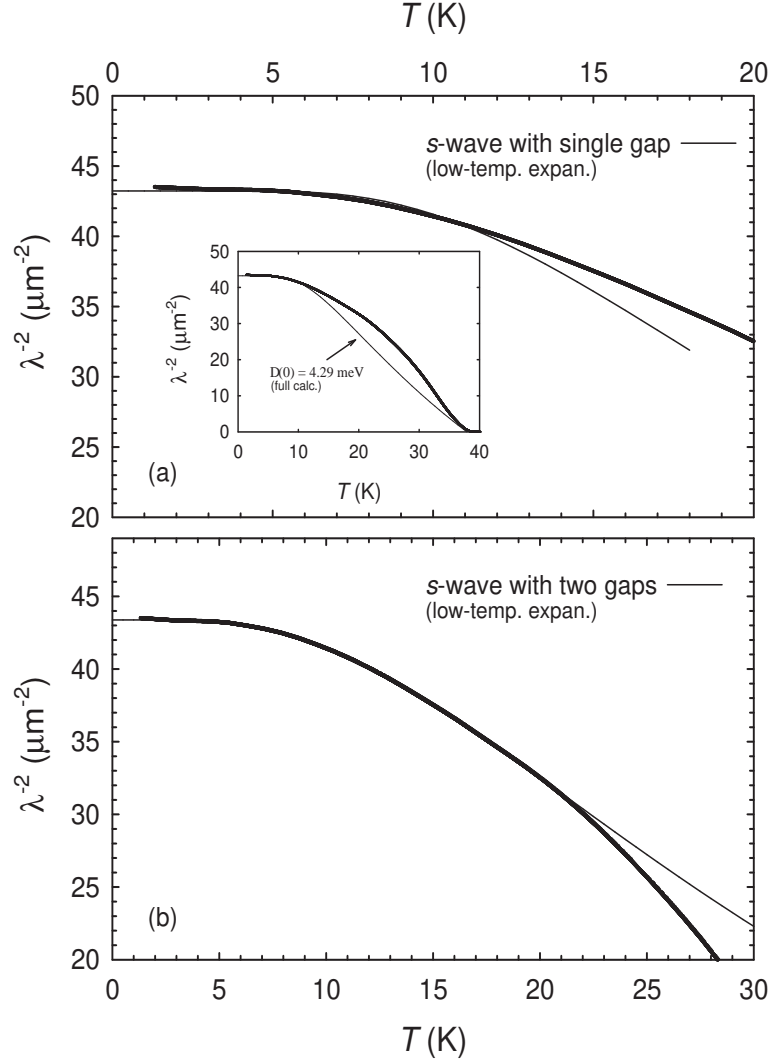 T (K)
0 5 10 15 20
50
45
40
35
30
25
20
λ-2 (μm-2)
s-wave with single gap
(low-temp. expan.)
50
40
30
20
10
0
λ-2 (μm-2)
D(0) = 4.29 meV
(full calc.)
0 10 20 30 40
T (K)
(a)
45
40
35
30
25
20
λ-2 (μm-2)
s-wave with two gaps
(low-temp. expan.)
(b)
0 5 10 15 20 25 30
T (K)